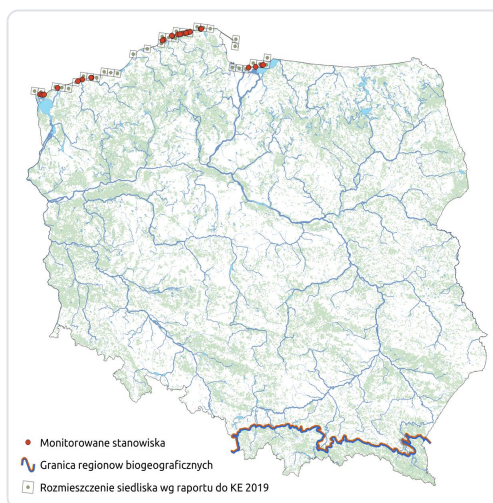 Monitorowane stanowiska
Granica regionow biogeograficznych
Rozmieszczenie siedliska wg raportu do KE 2019